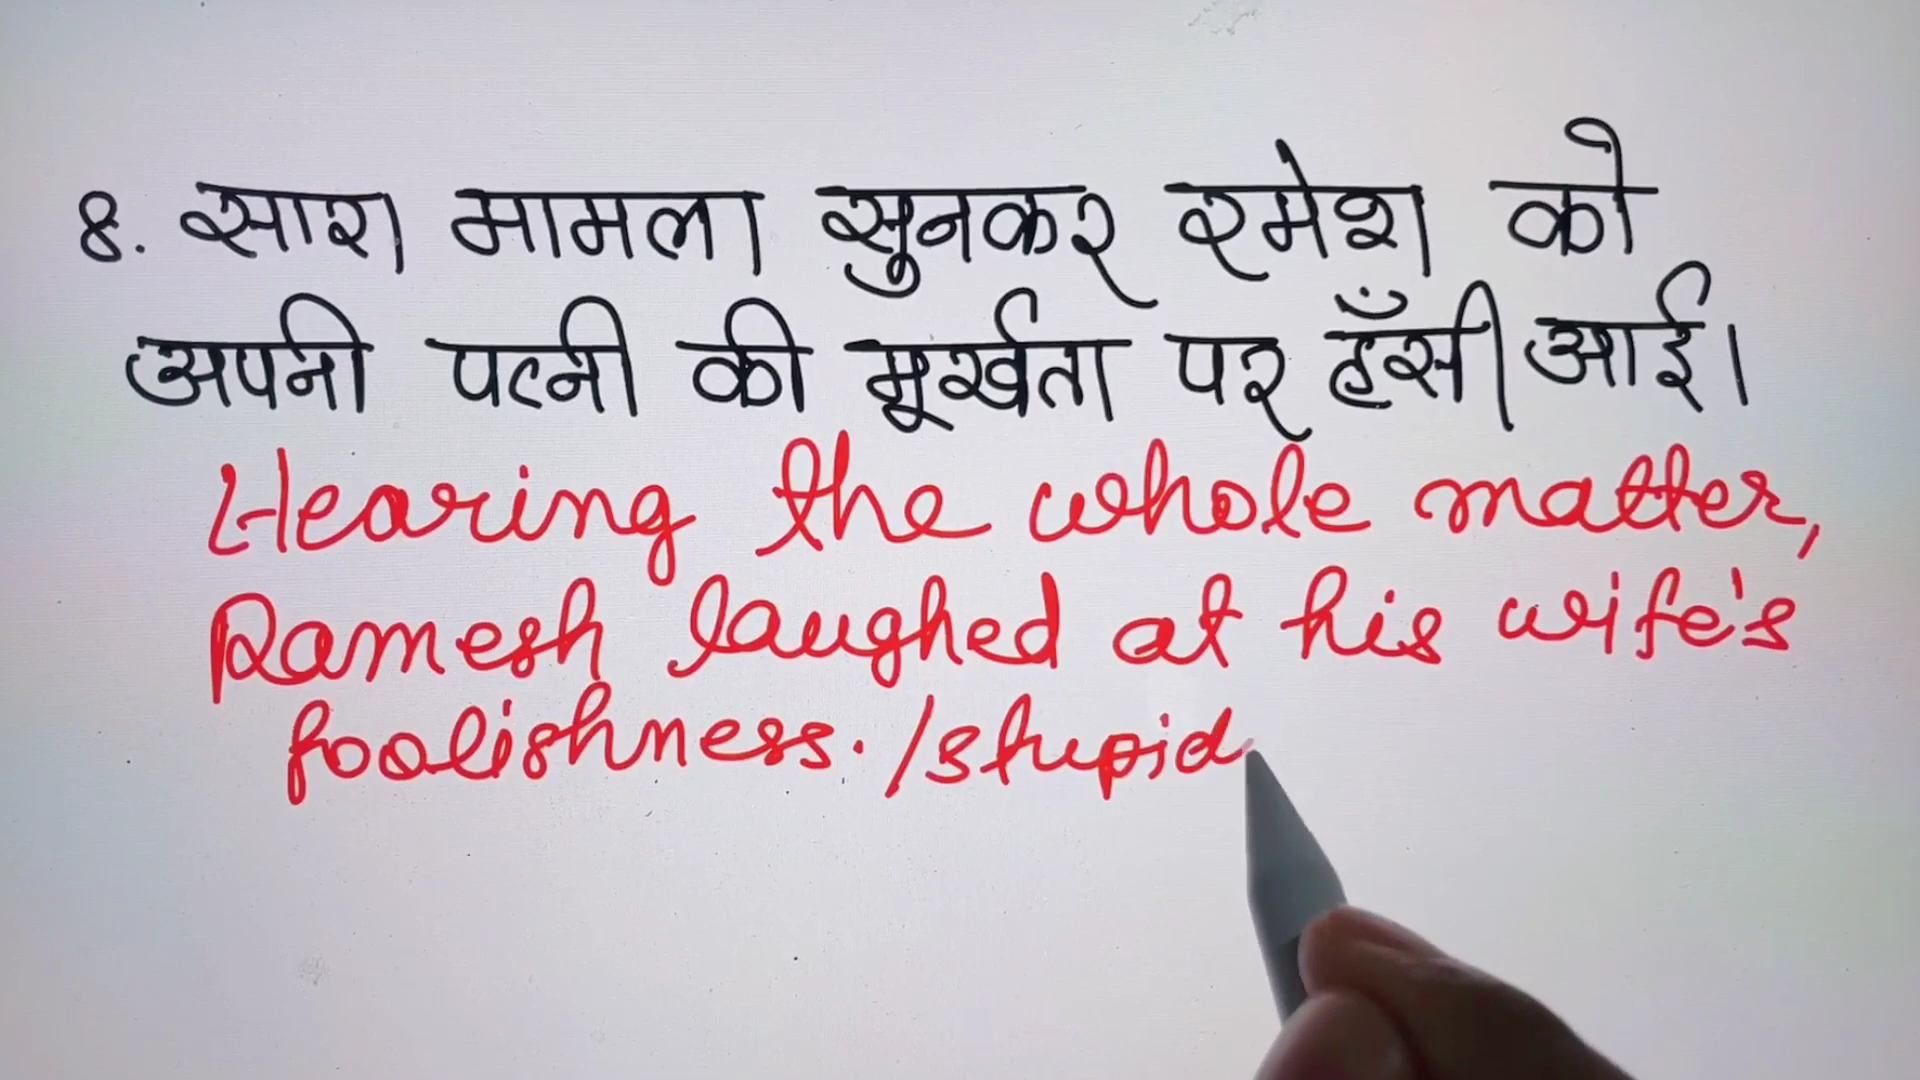 8. सारा मामला सुनकर रमेश को
अपनी पत्नी की मूर्खता पर हँसी आई।
Hearing the whole matter,
Ramesh laughed at his wife's
foolishness. /stupid